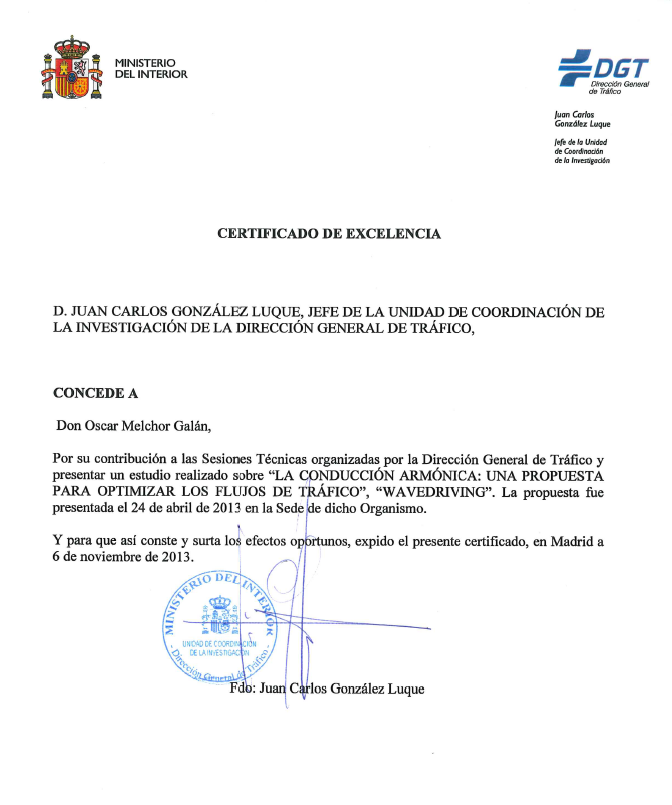 MINISTERIO
DEL INTERIOR
DGT
Dirección General
de Tráfico
Juan Carlos
González Luque
Jefe de la Unidad
de Coordinación
de la Investigación
CERTIFICADO DE EXCELENCIA
D. JUAN CARLOS GONZÁLEZ LUQUE, JEFE DE LA UNIDAD DE COORDINACIÓN DE
LA INVESTIGACIÓN DE LA DIRECCIÓN GENERAL DE TRÁFICO,
CONCEDE A
Don Oscar Melchor Galán,
Por su contribución a las Sesiones Técnicas organizadas por la Dirección General de Tráfico y
presentar un estudio realizado sobre “LA CONDUCCIÓN ARMÓNICA: UNA PROPUESTA
PARA OPTIMIZAR LOS FLUJOS DE TRÁFICO”, “WAVEDRIVING”. La propuesta fue
presentada el 24 de abril de 2013 en la Sede de dicho Organismo.
Y para que así conste y surta los efectos oportunos, expido el presente certificado, en Madrid a
6 de noviembre de 2013.
MINISTERIO DEL INTERIOR
UNIDAD DE COORDINACIÓN
DE LA INVESTIGACIÓN
- Dirección General de Tráfico -
Fdo: Juan Carlos González Luque